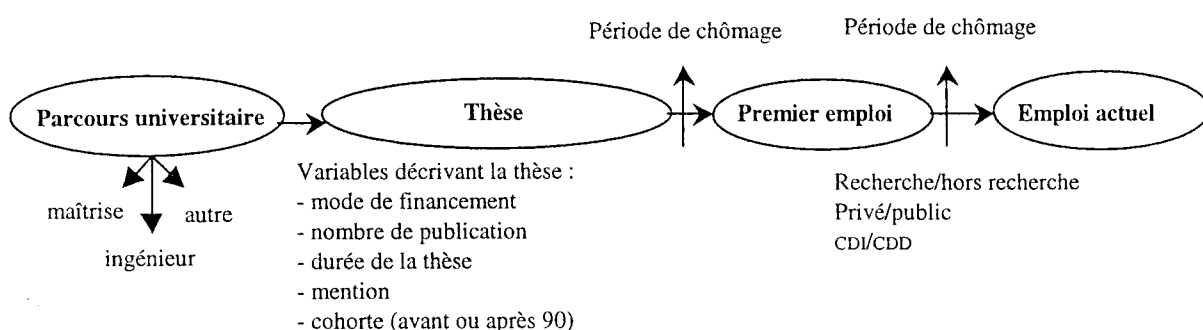 Période de chômage
Période de chômage
Parcours universitaire
Thèse
Premier emploi
Emploi actuel
maîtrise
autre
ingénieur
Variables décrivant la thèse :
- mode de financement
- nombre de publication
- durée de la thèse
- mention
- cohorte (avant ou après 90)
Recherche/hors recherche
Privé/public
CDI/CDD